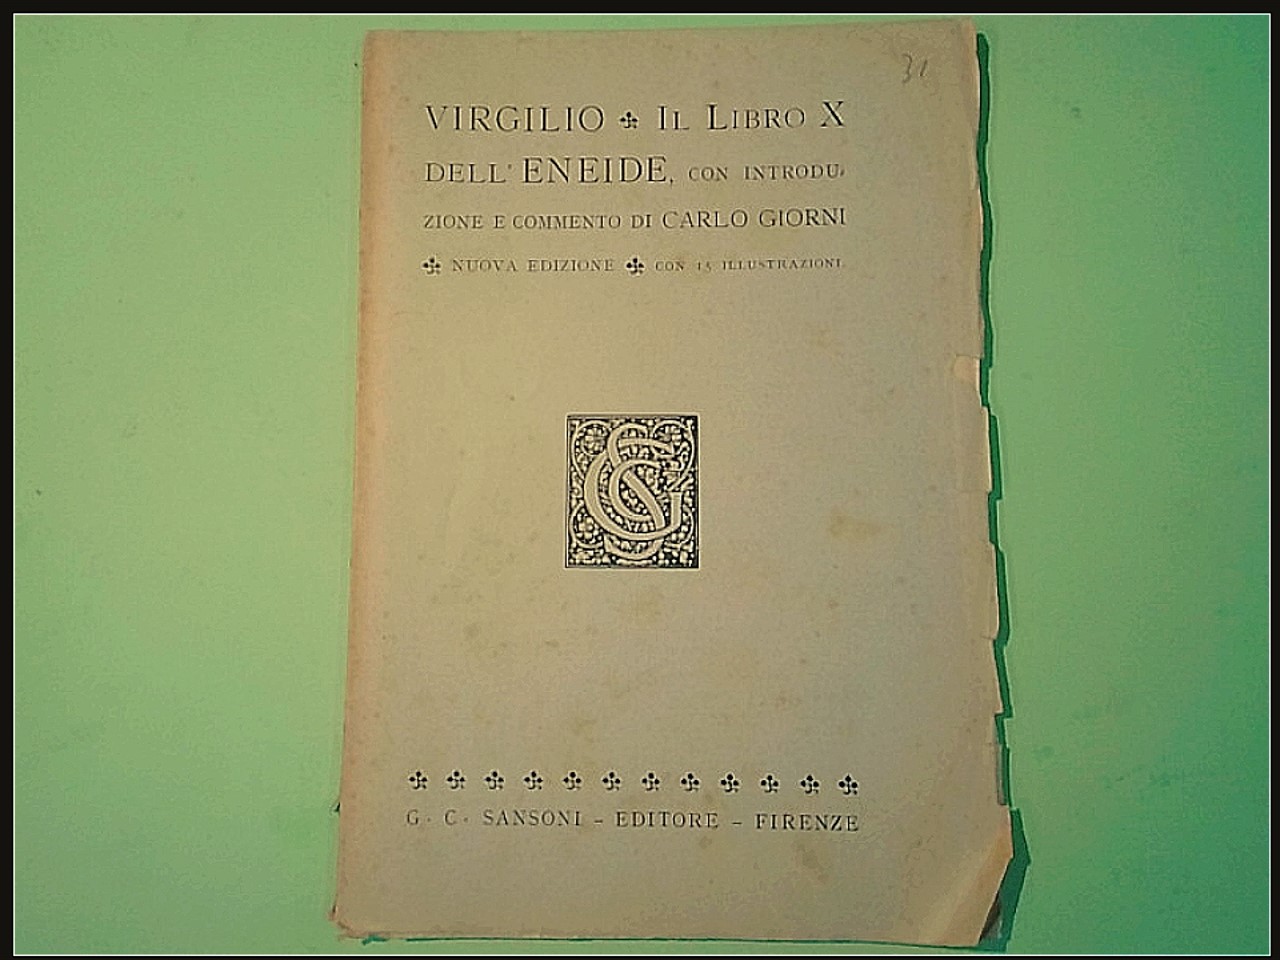 31
VIRGILIO ✤ IL LIBRO X
DELL' ENEIDE, CON INTRODU-
ZIONE E COMMENTO DI CARLO GIORNI
✤ NUOVA EDIZIONE ✤ CON 15 ILLUSTRAZIONI
G. C. SANSONI - EDITORE - FIRENZE